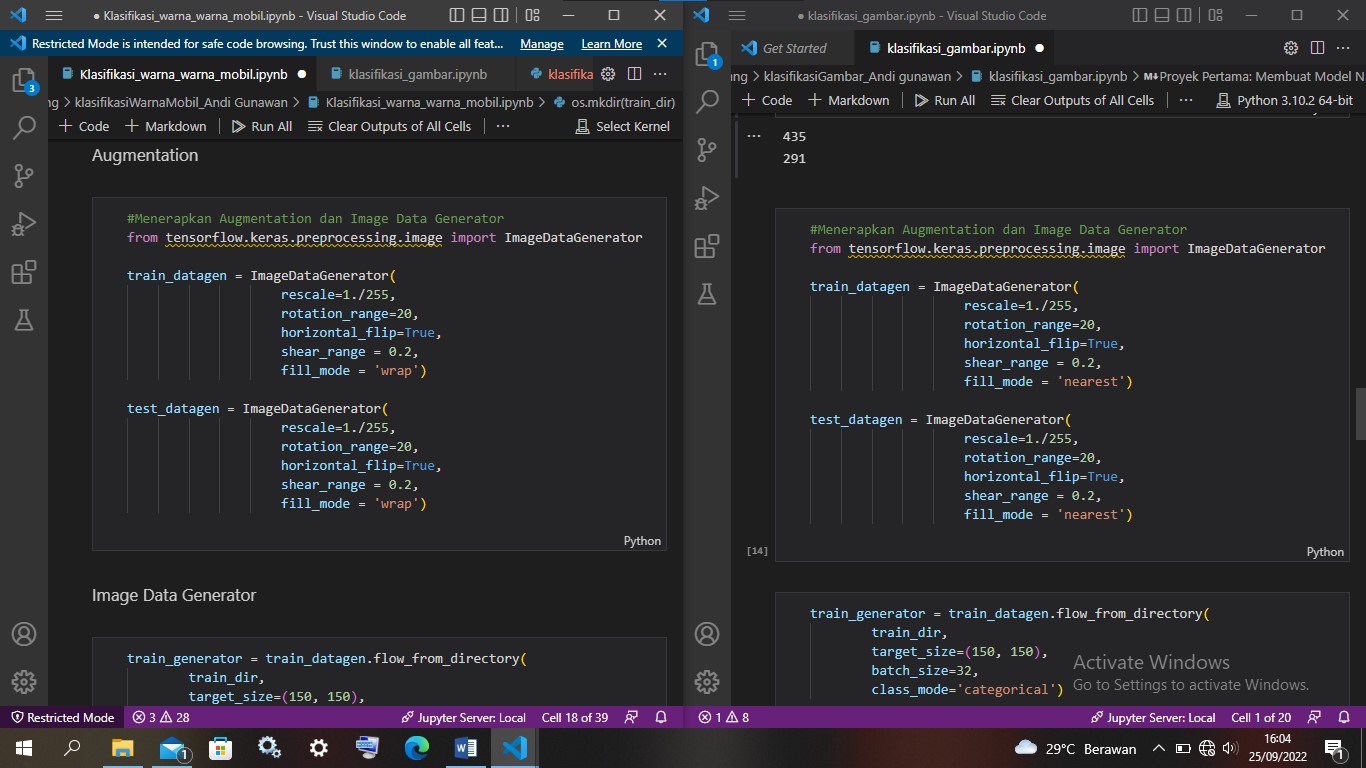 Klasifikasi_warna_warna_mobil.ipynb - Visual Studio Code
Restricted Mode is intended for safe code browsing. Trust this window to enable all feat... Manage Learn More
Klasifikasi_warna_warna_mobil.ipynb klasifikasi_gambar.ipynb klasifika
ng > klasifikasiWarnaMobil_Andi Gunawan > Klasifikasi_warna_warna_mobil.ipynb > os.mkdir(train_dir)
+ Code + Markdown Run All Clear Outputs of All Cells ... Select Kernel
Augmentation
#Menerapkan Augmentation dan Image Data Generator
from tensorflow.keras.preprocessing.image import ImageDataGenerator
train_datagen = ImageDataGenerator(
rescale=1./255,
rotation_range=20,
horizontal_flip=True,
shear_range = 0.2,
fill_mode = 'wrap')
test_datagen = ImageDataGenerator(
rescale=1./255,
rotation_range=20,
horizontal_flip=True,
shear_range = 0.2,
fill_mode = 'wrap')
Python
Image Data Generator
train_generator = train_datagen.flow_from_directory(
train_dir,
target_size=(150, 150),
3
Restricted Mode 3 28 Jupyter Server: Local Cell 18 of 39
klasifikasi_gambar.ipynb - Visual Studio Code
Get Started klasifikasi_gambar.ipynb
ng > klasifikasiGambar_Andi gunawan > klasifikasi_gambar.ipynb > Proyek Pertama: Membuat Model N
+ Code + Markdown Run All Clear Outputs of All Cells ... Python 3.10.2 64-bit
1
... 435
291
#Menerapkan Augmentation dan Image Data Generator
from tensorflow.keras.preprocessing.image import ImageDataGenerator
train_datagen = ImageDataGenerator(
rescale=1./255,
rotation_range=20,
horizontal_flip=True,
shear_range = 0.2,
fill_mode = 'nearest')
test_datagen = ImageDataGenerator(
rescale=1./255,
rotation_range=20,
horizontal_flip=True,
shear_range = 0.2,
fill_mode = 'nearest')
[14] Python
train_generator = train_datagen.flow_from_directory(
train_dir,
target_size=(150, 150),
batch_size=32,
class_mode='categorical')
Activate Windows
Go to Settings to activate Windows.
1 8 Jupyter Server: Local Cell 1 of 20
1
29°C Berawan
16:04
25/09/2022
1